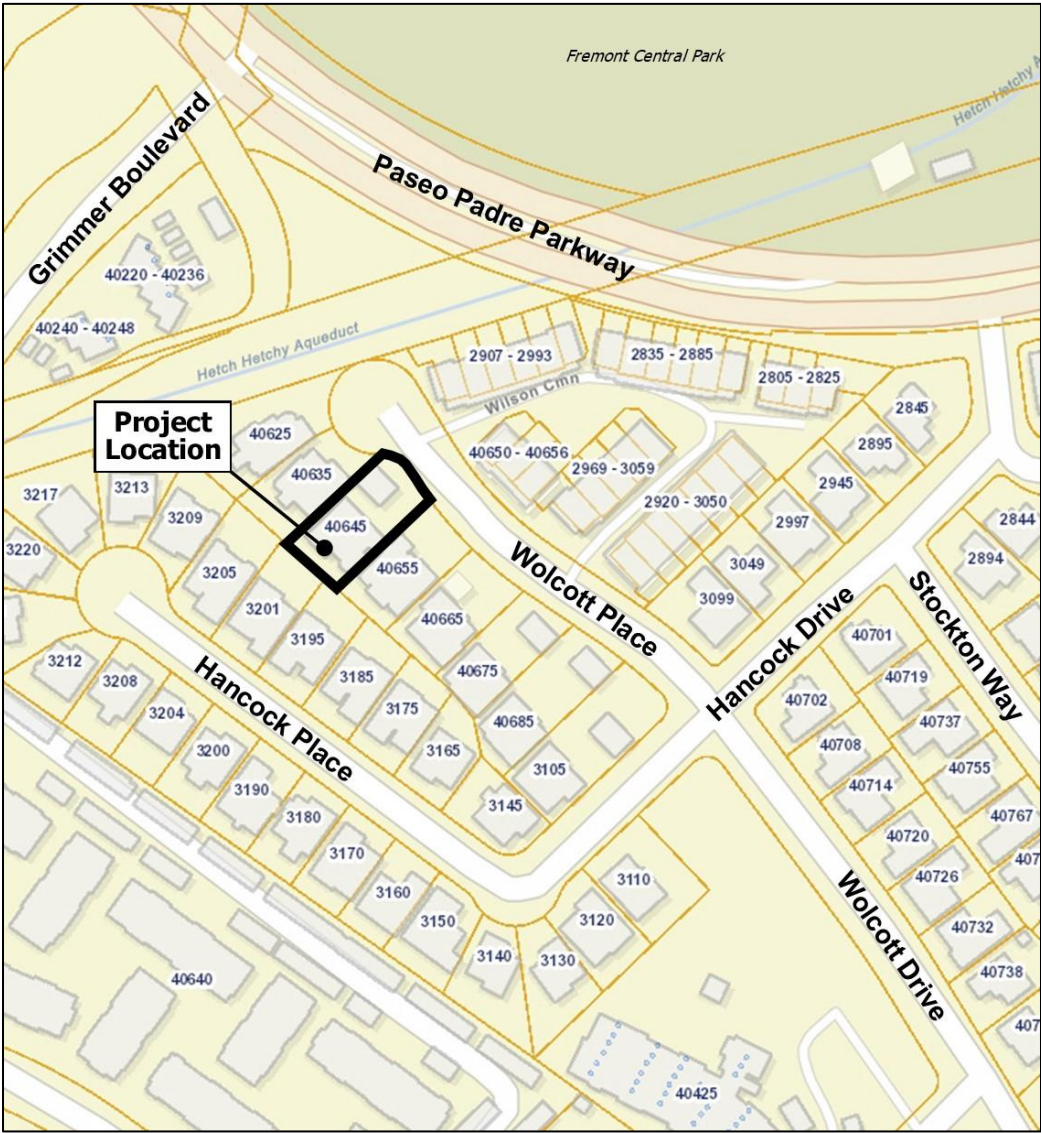 Fremont Central Park
Hetch Hetchy A
Grimmer Boulevard
Paseo Padre Parkway
40220 - 40236
40240 - 40248
Hetch Hetchy Aqueduct
2907 - 2993
2835 - 2885
2805 - 2825
Wilson Cmn
2845
2895
Project
Location
40625
40635
40650 - 40656
2969 - 3059
2920 - 3050
2945
2997
3217
3213
3209
3220
3205
40645
40655
3049
3099
2844
2894
3201
3195
40665
Wolcott Place
Hancock Drive
Stockton Way
3212
3208
3204
3200
3190
3180
3170
3160
3150
3140
3130
3120
3110
Hancock Place
3185
3175
3165
3145
40675
40685
3105
40701
40719
40737
40755
40767
407
40702
40708
40714
40720
40726
40732
40738
407
Wolcott Drive
40640
40425